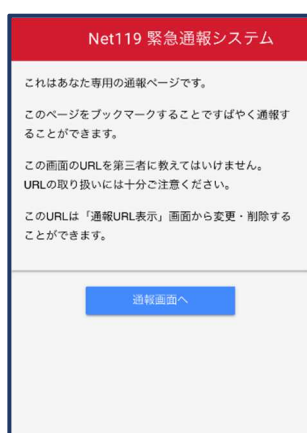 Net119 緊急通報システム
これはあなた専用の通報ページです。
このページをブックマークすることですばやく通報す
ることができます。
この画面のURLを第三者に教えてはいけません。
URLの取り扱いには十分ご注意ください。
このURLは「通報URL表示」画面から変更・削除する
ことができます。
通報画面へ